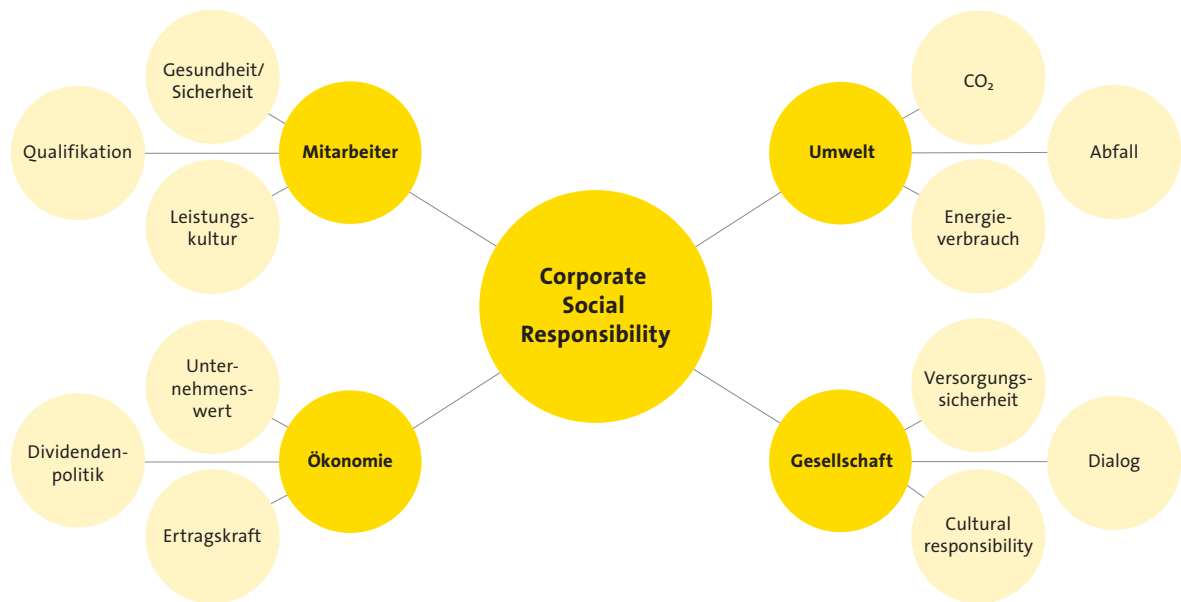 Gesundheit/
Sicherheit
Qualifikation
Mitarbeiter
Leistungs-
kultur
CO₂
Umwelt
Abfall
Energie-
verbrauch
Corporate
Social
Responsibility
Unter-
nehmens-
wert
Dividenden-
politik
Ökonomie
Ertragskraft
Versorgungs-
sicherheit
Gesellschaft
Dialog
Cultural
responsibility